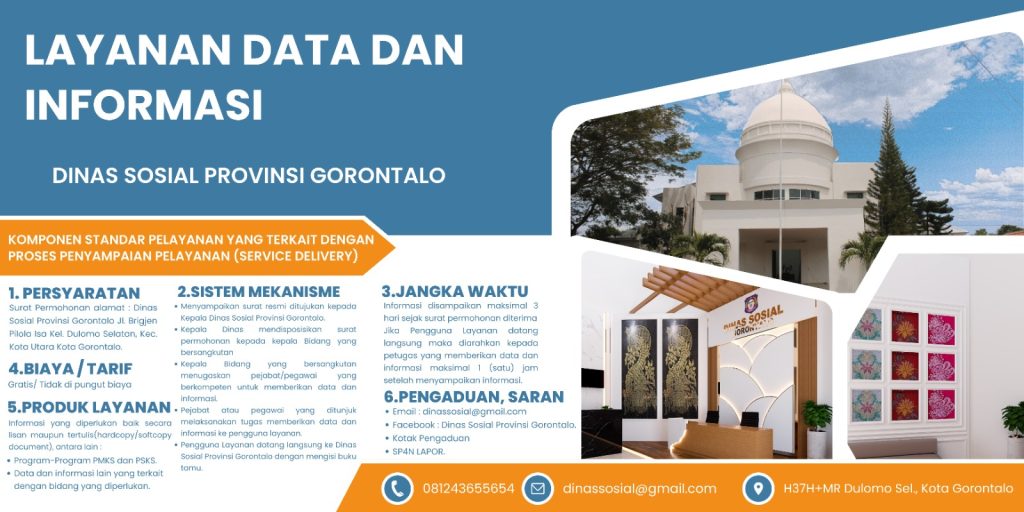 LAYANAN DATA DAN
INFORMASI
DINAS SOSIAL PROVINSI GORONTALO
KOMPONEN STANDAR PELAYANAN YANG TERKAIT DENGAN
PROSES PENYAMPAIAN PELAYANAN (SERVICE DELIVERY)
1. PERSYARATAN
Surat Permohonan alamat : Dinas
Sosial Provinsi Gorontalo Jl. Brigjen
Pilola Isa Kel. Dulomo Selatan, Kec.
Kota Utara Kota Gorontalo.
4.BIAYA / TARIF
Gratis/ Tidak di pungut biaya
5.PRODUK LAYANAN
Informasi yang diperlukan baik secara
lisan maupun tertulis(hardcopy/softcopy
document), antara lain :
• Program-Program PMKS dan PSKS.
• Data dan informasi lain yang terkait
dengan bidang yang diperlukan.
2.SISTEM MEKANISME
• Menyampaikan surat resmi ditujukan kepada
Kepala Dinas Sosial Provinsi Gorontalo.
• Kepala Dinas mendisposisikan surat
permohonan kepada kepala Bidang yang
bersangkutan
• Kepala Bidang yang bersangkutan
menugaskan pejabat/pegawai yang
berkompeten untuk memberikan data dan
informasi.
• Pejabat atau pegawai yang ditunjuk
melaksanakan tugas memberikan data dan
informasi ke pengguna layanan.
• Pengguna Layanan datang langsung ke Dinas
Sosial Provinsi Gorontalo dengan mengisi buku
tamu.
3.JANGKA WAKTU
Informasi disampaikan maksimal 3
hari sejak surat permohonan diterima
Jika Pengguna Layanan datang
langsung maka diarahkan kepada
petugas yang memberikan data dan
informasi maksimal 1 (satu) jam
setelah menyampaikan informasi.
6.PENGADUAN, SARAN
• Email : dinassosial@gmail.com
• Facebook : Dinas Sosial Provinsi Gorontalo.
• Kotak Pengaduan
• SP4N LAPOR.
DINAS SOSIAL
GORONTALO
081243655654
dinassosial@gmail.com
H37H+MR Dulomo Sel., Kota Gorontalo